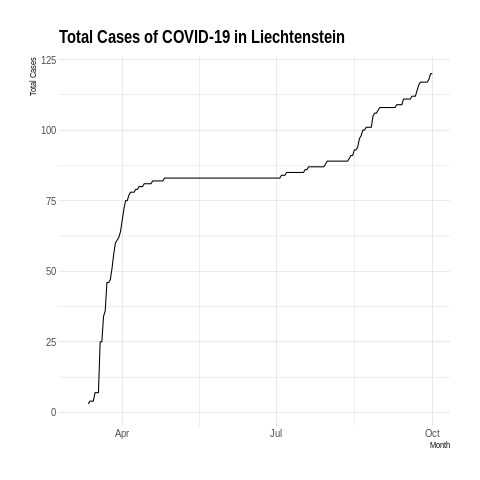 Total Cases of COVID-19 in Liechtenstein
Total Cases
125
100
75
50
25
0
Apr
Jul
Oct
Month